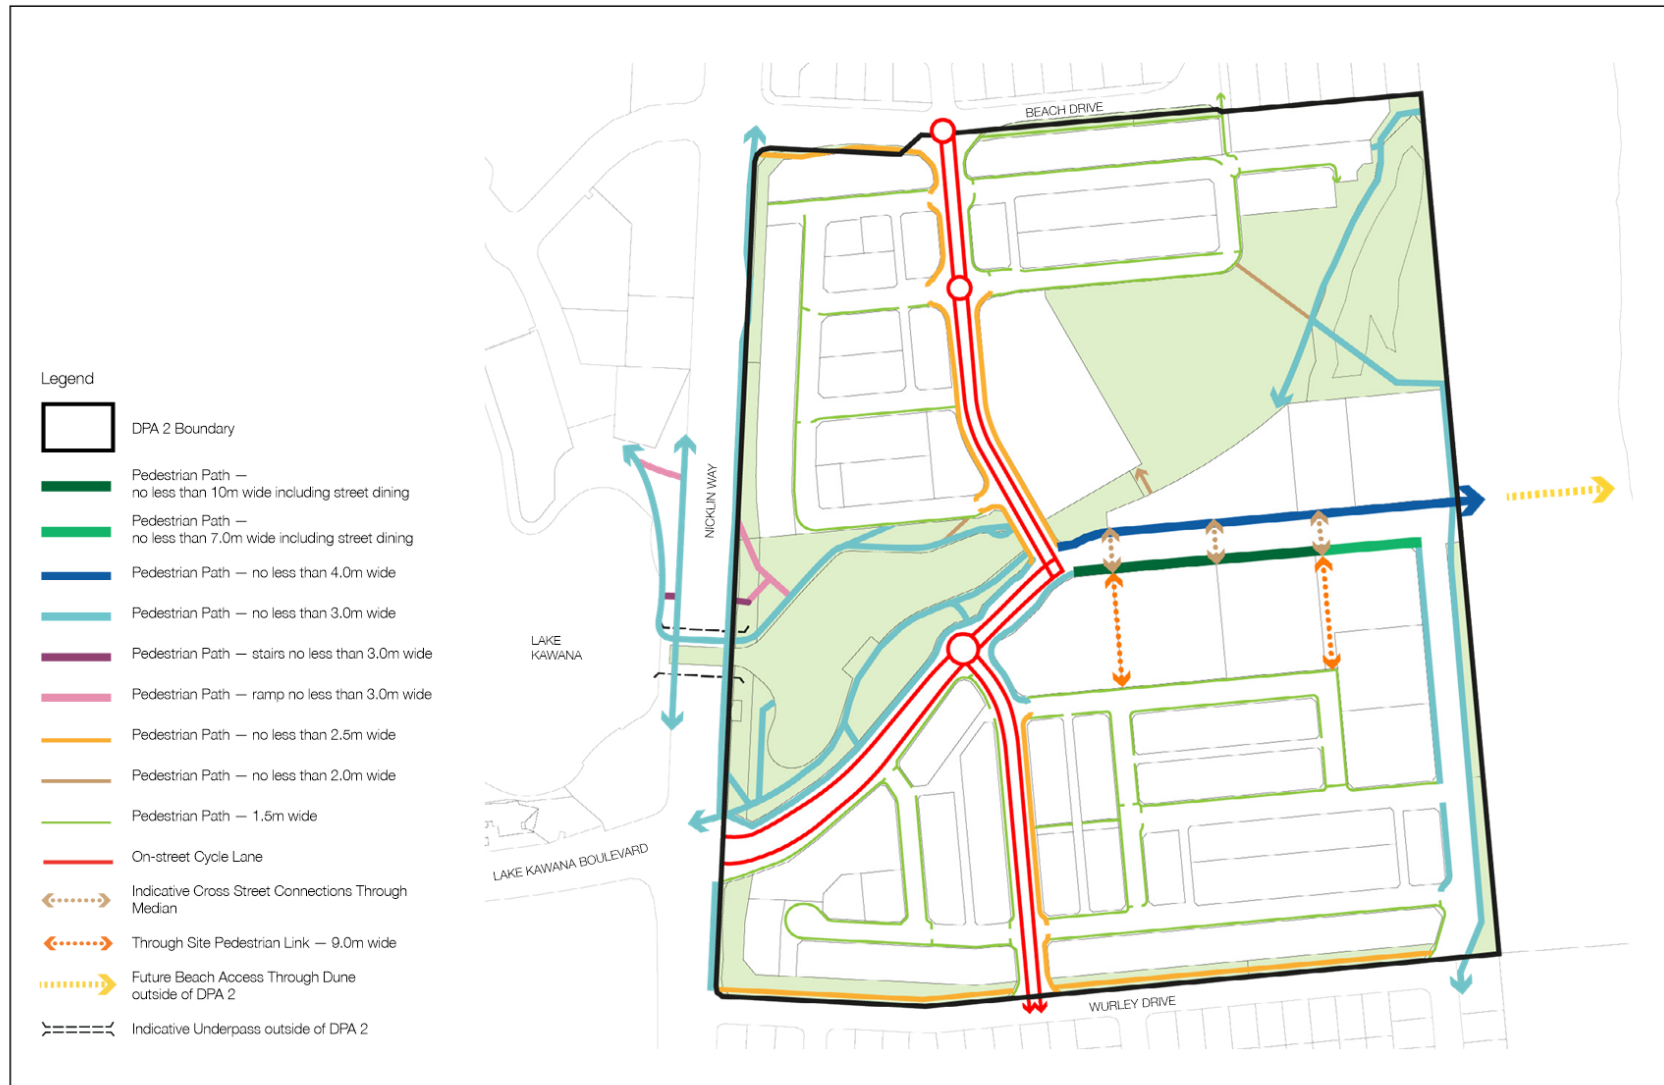 Legend
DPA 2 Boundary
Pedestrian Path —
no less than 10m wide including street dining
Pedestrian Path —
no less than 7.0m wide including street dining
Pedestrian Path — no less than 4.0m wide
Pedestrian Path — no less than 3.0m wide
Pedestrian Path — stairs no less than 3.0m wide
Pedestrian Path — ramp no less than 3.0m wide
Pedestrian Path — no less than 2.5m wide
Pedestrian Path — no less than 2.0m wide
Pedestrian Path — 1.5m wide
On-street Cycle Lane
Indicative Cross Street Connections Through
Median
Through Site Pedestrian Link — 9.0m wide
Future Beach Access Through Dune
outside of DPA 2
Indicative Underpass outside of DPA 2
BEACH DRIVE
NICKLIN WAY
LAKE
KAWANA
LAKE KAWANA BOULEVARD
WURLEY DRIVE